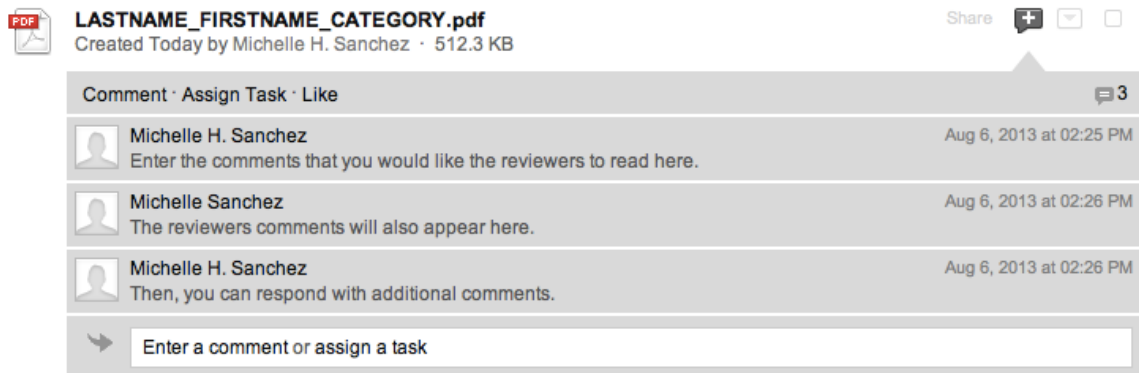 PDF
LASTNAME_FIRSTNAME_CATEGORY.pdf
Share
Created Today by Michelle H. Sanchez · 512.3 KB
Comment · Assign Task · Like
3
Michelle H. Sanchez
Aug 6, 2013 at 02:25 PM
Enter the comments that you would like the reviewers to read here.
Michelle Sanchez
Aug 6, 2013 at 02:26 PM
The reviewers comments will also appear here.
Michelle H. Sanchez
Aug 6, 2013 at 02:26 PM
Then, you can respond with additional comments.
Enter a comment or assign a task